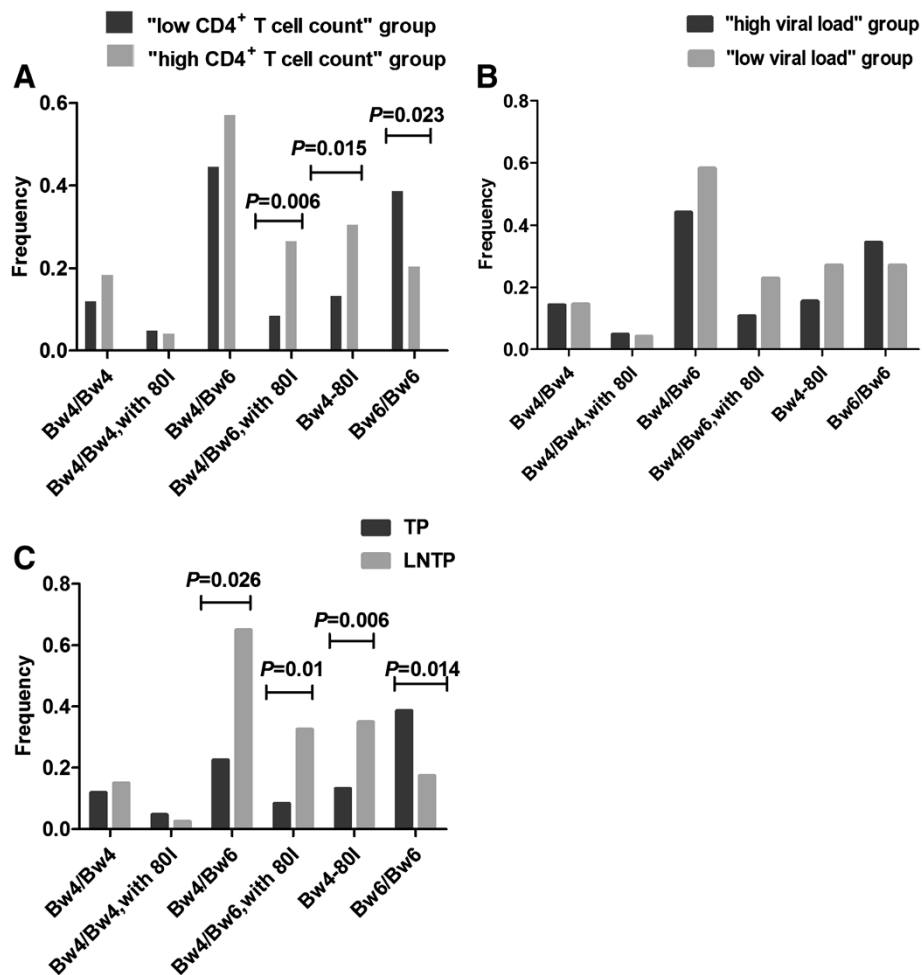 "low CD4+ T cell count" group
"high CD4+ T cell count" group
A
Frequency
0.6
0.4
0.2
0.0
P=0.006
P=0.015
P=0.023
Bw4/Bw4
Bw4/Bw4,with 80I
Bw4/Bw6
Bw4/Bw6,with 80I
Bw4-80I
Bw6/Bw6
"high viral load" group
"low viral load" group
B
Frequency
0.8
0.6
0.4
0.2
0.0
Bw4/Bw4
Bw4/Bw4,with 80I
Bw4/Bw6
Bw4/Bw6,with 80I
Bw4-80I
Bw6/Bw6
TP
LNTP
C
Frequency
0.8
0.6
0.4
0.2
0.0
P=0.026
P=0.01
P=0.006
P=0.014
Bw4/Bw4
Bw4/Bw4,with 80I
Bw4/Bw6
Bw4/Bw6,with 80I
Bw4-80I
Bw6/Bw6